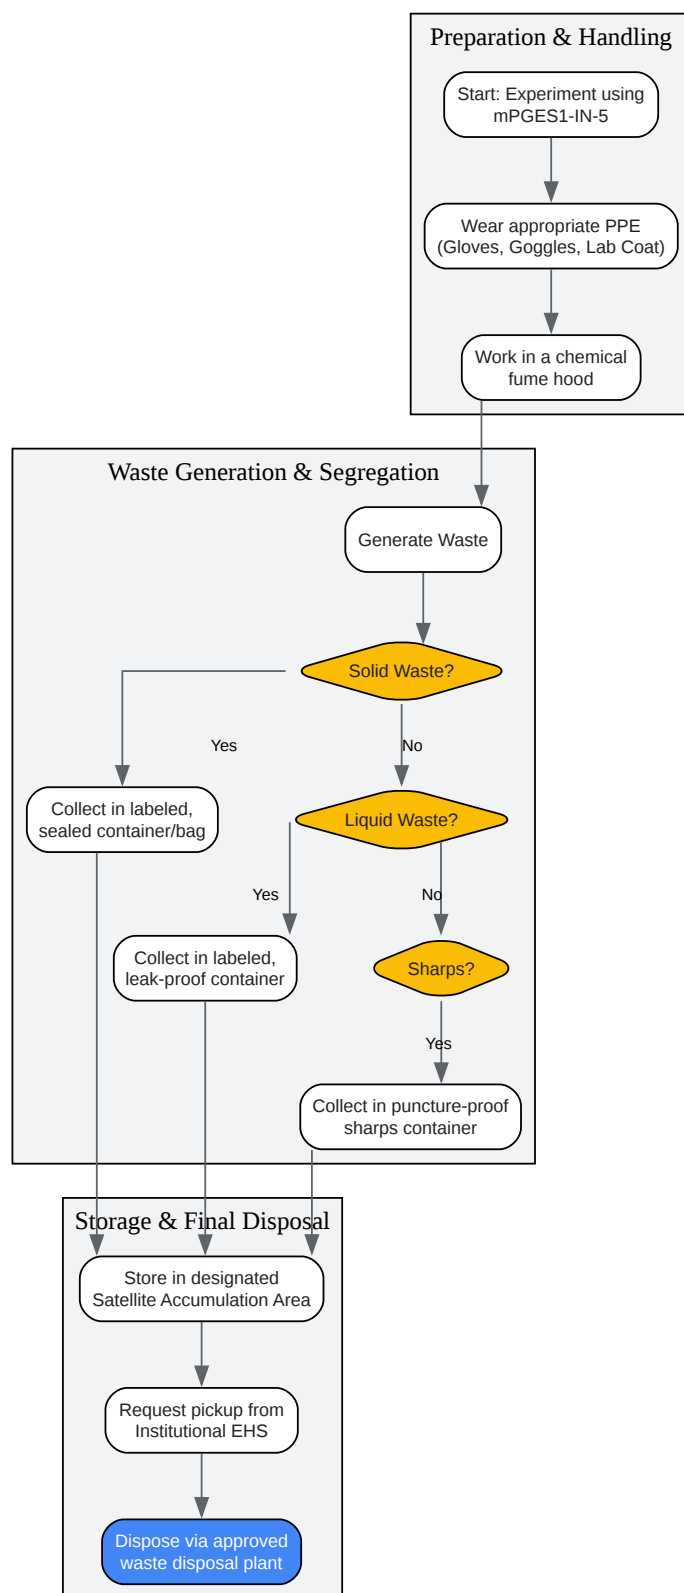 Preparation & Handling
Start: Experiment using
mPGES1-IN-5
Wear appropriate PPE
(Gloves, Goggles, Lab Coat)
Work in a chemical
fume hood
Waste Generation & Segregation
Generate Waste
Solid Waste?
Yes
No
Collect in labeled,
sealed container/bag
Liquid Waste?
Yes
No
Collect in labeled,
leak-proof container
Sharps?
Yes
Collect in puncture-proof
sharps container
Storage & Final Disposal
Store in designated
Satellite Accumulation Area
Request pickup from
Institutional EHS
Dispose via approved
waste disposal plant